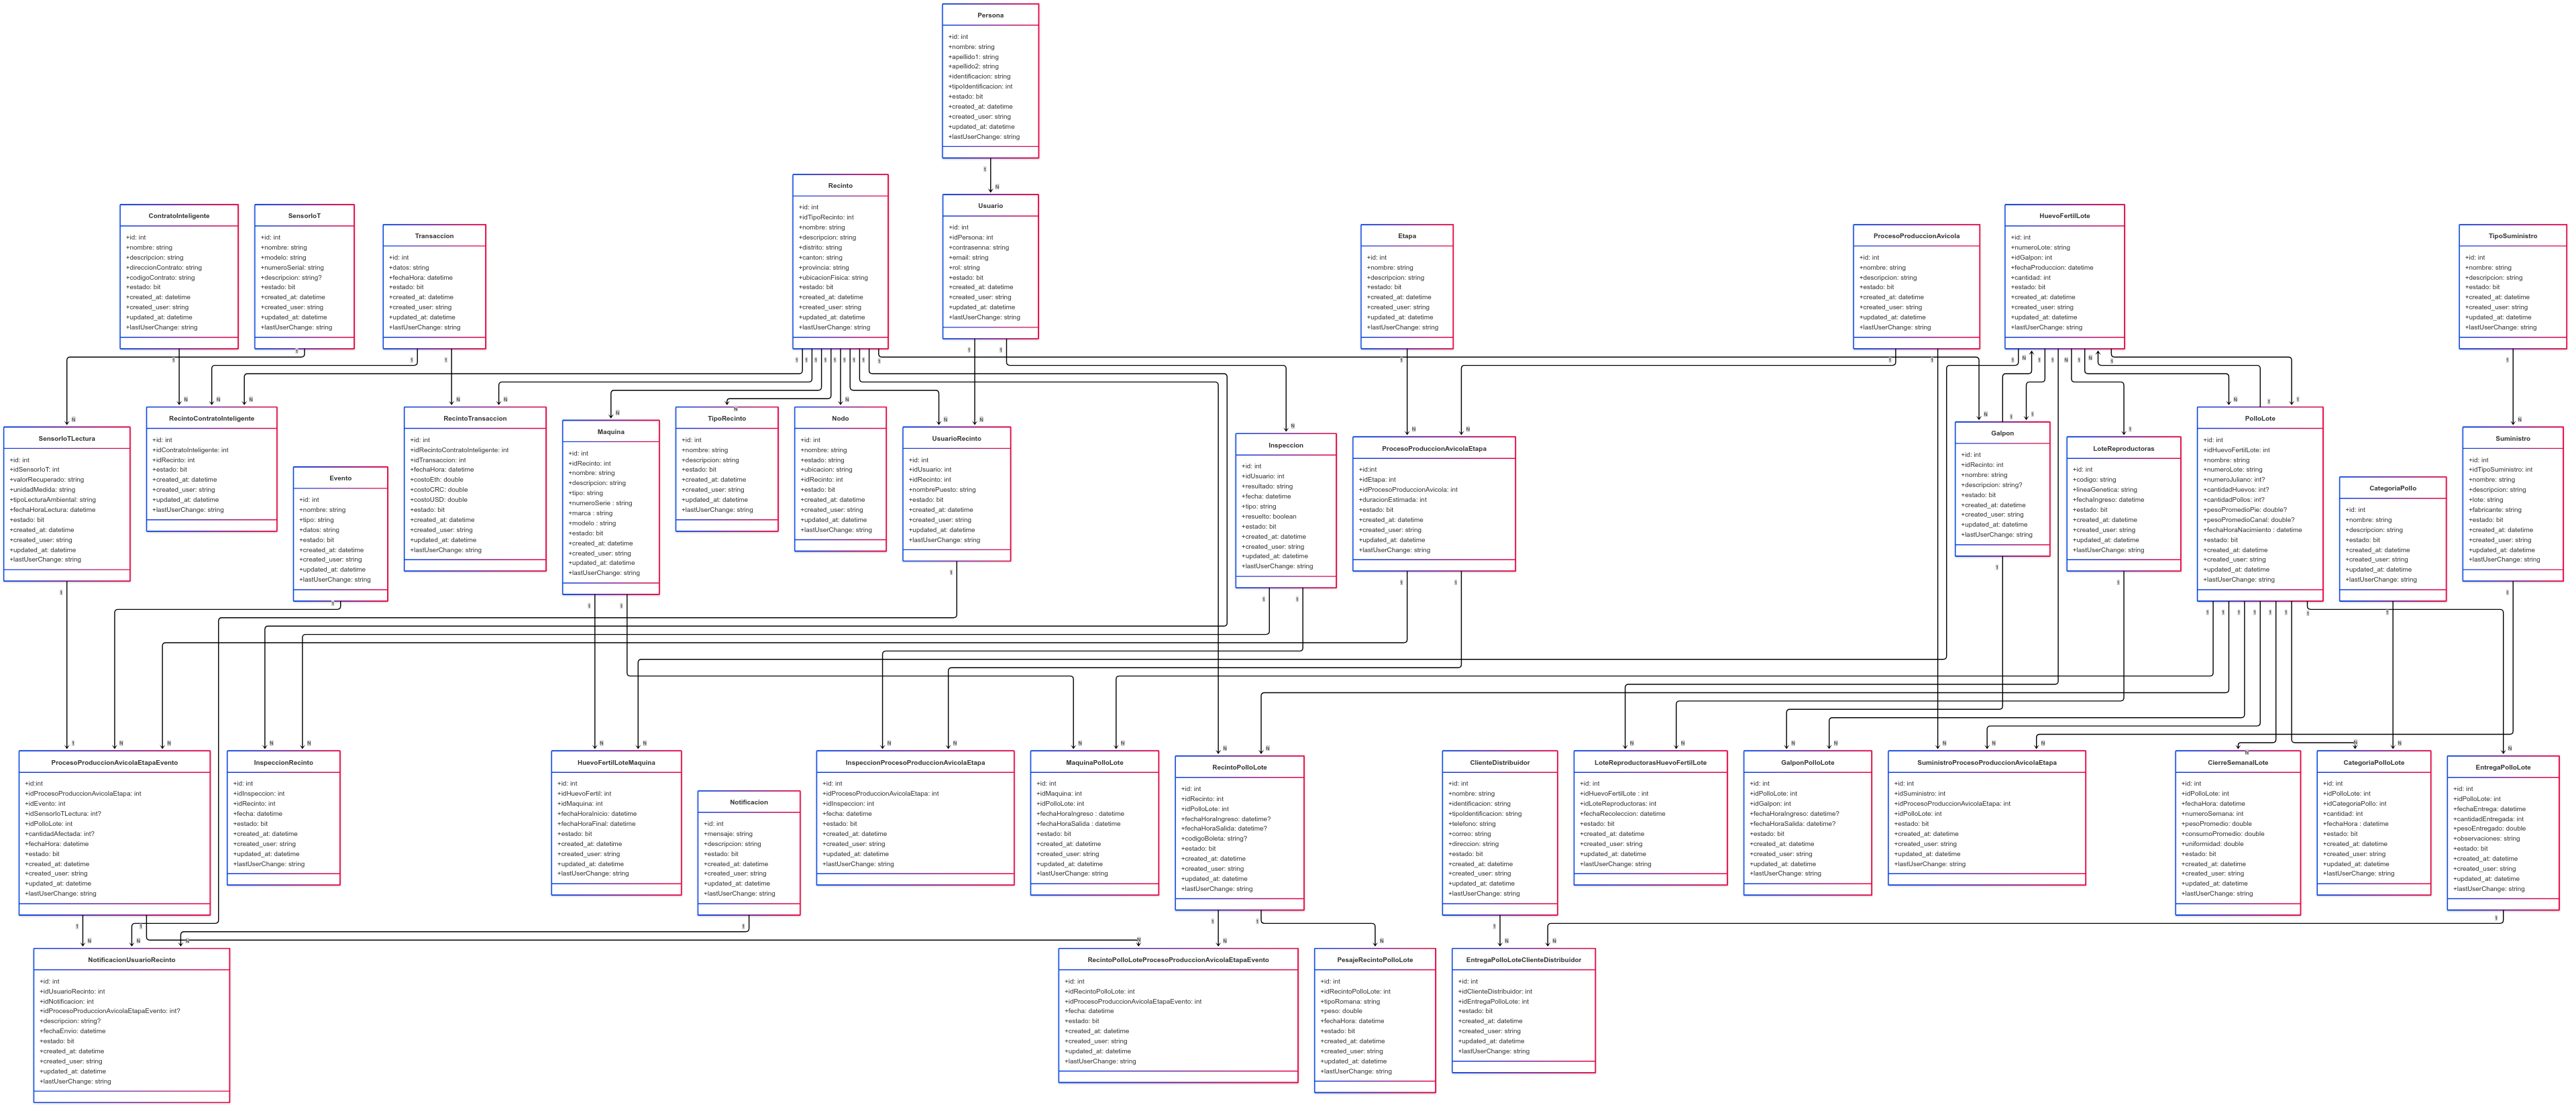 Persona
+id: int
+nombre: string
+apellido1: string
+apellido2: string
+identificacion: string
+tipoIdentificacion: int
+estado: bit
+created_at: datetime
+created_user: string
+updated_at: datetime
+lastUserChange: string
ContratoInteligente
+id: int
+nombre: string
+descripcion: string
+direccionContrato: string
+codigoContrato: string
+estado: bit
+created_at: datetime
+created_user: string
+updated_at: datetime
+lastUserChange: string
SensorIoT
+id: int
+nombre: string
+modelo: string
+numeroSerial: string
+descripcion: string?
+estado: bit
+created_at: datetime
+created_user: string
+updated_at: datetime
+lastUserChange: string
Transaccion
+id: int
+datos: string
+fechaHora: datetime
+estado: bit
+created_at: datetime
+created_user: string
+updated_at: datetime
+lastUserChange: string
Recinto
+id: int
+idTipoRecinto: int
+nombre: string
+descripcion: string
+distrito: string
+canton: string
+provincia: string
+ubicacionFisica: string
+estado: bit
+created_at: datetime
+created_user: string
+updated_at: datetime
+lastUserChange: string
Usuario
+id: int
+idPersona: int
+contrasenna: string
+email: string
+rol: string
+estado: bit
+created_at: datetime
+created_user: string
+updated_at: datetime
+lastUserChange: string
Etapa
+id: int
+nombre: string
+descripcion: string
+estado: bit
+created_at: datetime
+created_user: string
+updated_at: datetime
+lastUserChange: string
ProcesoProduccionAvicola
+id: int
+nombre: string
+descripcion: string
+estado: bit
+created_at: datetime
+created_user: string
+updated_at: datetime
+lastUserChange: string
HuevoFertilLote
+id: int
+numeroLote: string
+idGalpon: int
+fechaProduccion: datetime
+cantidad: int
+estado: bit
+created_at: datetime
+created_user: string
+updated_at: datetime
+lastUserChange: string
TipoSuministro
+id: int
+nombre: string
+descripcion: string
+estado: bit
+created_at: datetime
+created_user: string
+updated_at: datetime
+lastUserChange: string
SensorIoTLectura
+id: int
+idSensorIoT: int
+valorRecuperado: string
+unidadMedida: string
+tipoLecturaAmbiental: string
+fechaHoraLectura: datetime
+estado: bit
+created_at: datetime
+created_user: string
+updated_at: datetime
+lastUserChange: string
RecintoContratoInteligente
+id: int
+idContratoInteligente: int
+idRecinto: int
+estado: bit
+created_at: datetime
+created_user: string
+updated_at: datetime
+lastUserChange: string
Evento
+id: int
+nombre: string
+tipo: string
+datos: string
+estado: bit
+created_at: datetime
+created_user: string
+updated_at: datetime
+lastUserChange: string
RecintoTransaccion
+id: int
+idRecintoContratoInteligente: int
+idTransaccion: int
+fechaHora: datetime
+costoEth: double
+costoCRC: double
+costoUSD: double
+estado: bit
+created_at: datetime
+created_user: string
+updated_at: datetime
+lastUserChange: string
Maquina
+id: int
+idRecinto: int
+nombre: string
+descripcion: string
+tipo: string
+numeroSerie : string
+marca : string
+modelo : string
+estado: bit
+created_at: datetime
+created_user: string
+updated_at: datetime
+lastUserChange: string
TipoRecinto
+id: int
+nombre: string
+descripcion: string
+estado: bit
+created_user: string
+updated_at: datetime
+created_user: string
+lastUserChange: string
Nodo
+nombre: string
+estado: string
+ubicacion: string
+idRecinto: int
+estado: bit
+created_at: datetime
+created_user: string
+updated_at: datetime
+lastUserChange: string
UsuarioRecinto
+id: int
+idUsuario: int
+idRecinto: int
+nombrePuesto: string
+estado: bit
+created_at: datetime
+created_user: string
+updated_at: datetime
+lastUserChange: string
Inspeccion
+id: int
+idUsuario: int
+resultado: string
+fecha: datetime
+tipo: string
+resuelto: boolean
+estado: bit
+created_at: datetime
+created_user: string
+updated_at: datetime
+lastUserChange: string
ProcesoProduccionAvicolaEtapa
+id:int
+idEtapa: int
+idProcesoProduccionAvicola: int
+duracionEstimada: int
+estado: bit
+created_at: datetime
+created_user: string
+updated_at: datetime
+lastUserChange: string
Galpon
+id: int
+idRecinto: int
+nombre: string
+descripcion: string?
+estado: bit
+created_at: datetime
+created_user: string
+updated_at: datetime
+lastUserChange: string
LoteReproductoras
+id: int
+codigo: string
+lineaGenetica: string
+fechaIngreso: datetime
+estado: bit
+created_at: datetime
+created_user: string
+updated_at: datetime
+lastUserChange: string
PolloLote
+id: int
+idHuevoFertilLote: int
+nombre: string
+numeroLote: string
+numeroJuliano: int?
+cantidadHuevos: int?
+cantidadPollos: int?
+pesoPromedioPie: double?
+pesoPromedioCanal: double?
+fechaHoraNacimiento : datetime
+estado: bit
+created_at: datetime
+created_user: string
+updated_at: datetime
+lastUserChange: string
CategoriaPollo
+id: int
+nombre: string
+descripcion: string
+estado: bit
+created_at: datetime
+created_user: string
+updated_at: datetime
+lastUserChange: string
Suministro
+id: int
+idTipoSuministro: int
+nombre: string
+descripcion: string
+lote: string
+fabricante: string
+estado: bit
+created_at: datetime
+created_user: string
+updated_at: datetime
+lastUserChange: string
ProcesoProduccionAvicolaEtapaEvento
+id:int
+idProcesoProduccionAvicolaEtapa: int
+idEvento: int
+idSensorIoTLectura: int?
+idPolloLote: int
+cantidadAfectada: int?
+fechaHora: datetime
+estado: bit
+created_at: datetime
+created_user: string
+updated_at: datetime
+lastUserChange: string
InspeccionRecinto
+id: int
+idInspeccion: int
+idRecinto: int
+fecha: datetime
+estado: bit
+created_at: datetime
+created_user: string
+updated_at: datetime
+lastUserChange: string
HuevoFertilLoteMaquina
+id: int
+idHuevoFertil: int
+idMaquina: int
+fechaHoraInicio: datetime
+fechaHoraFinal: datetime
+estado: bit
+created_at: datetime
+created_user: string
+updated_at: datetime
+lastUserChange: string
Notificacion
+id: int
+mensaje: string
+descripcion: string
+estado: bit
+created_at: datetime
+created_user: string
+updated_at: datetime
+lastUserChange: string
InspeccionProcesoProduccionAvicolaEtapa
+id: int
+idProcesoProduccionAvicolaEtapa: int
+idInspeccion: int
+fecha: datetime
+estado: bit
+created_at: datetime
+created_user: string
+updated_at: datetime
+lastUserChange: string
MaquinaPolloLote
+id: int
+idMaquina: int
+idPolloLote: int
+fechaHoraIngreso : datetime
+fechaHoraSalida : datetime
+estado: bit
+created_at: datetime
+created_user: string
+updated_at: datetime
+lastUserChange: string
RecintoPolloLote
+id: int
+idRecinto: int
+idPolloLote: int
+fechaHoraIngreso: datetime?
+fechaHoraSalida: datetime?
+codigoBoleta: string?
+estado: bit
+created_at: datetime
+created_user: string
+updated_at: datetime
+lastUserChange: string
ClienteDistribuidor
+id: int
+nombre: string
+identificacion: string
+tipoIdentificacion: string
+telefono: string
+correo: string
+direccion: string
+estado: bit
+created_at: datetime
+created_user: string
+updated_at: datetime
+lastUserChange: string
LoteReproductorasHuevoFertilLote
+id: int
+idHuevoFertilLote : int
+idLoteReproductoras: int
+fechaRecoleccion: datetime
+estado: bit
+created_at: datetime
+created_user: string
+updated_at: datetime
+lastUserChange: string
GalponPolloLote
+id: int
+idPolloLote: int
+idGalpon: int
+fechaHoraIngreso: datetime?
+fechaHoraSalida: datetime?
+estado: bit
+created_at: datetime
+created_user: string
+updated_at: datetime
+lastUserChange: string
SuministroProcesoProduccionAvicolaEtapa
+id: int
+idSuministro: int
+idProcesoProduccionAvicolaEtapa: int
+idPolloLote: int
+estado: bit
+created_at: datetime
+created_user: string
+updated_at: datetime
+lastUserChange: string
CierreSemanalLote
+id: int
+idPolloLote: int
+fechaHora: datetime
+numeroSemana: int
+pesoPromedio: double
+consumoPromedio: double
+uniformidad: double
+estado: bit
+created_at: datetime
+created_user: string
+updated_at: datetime
+lastUserChange: string
CategoriaPolloLote
+id: int
+idPolloLote: int
+idCategoriaPollo: int
+cantidad: int
+fechaHora : datetime
+estado: bit
+created_at: datetime
+created_user: string
+updated_at: datetime
+lastUserChange: string
EntregaPolloLote
+id: int
+idPolloLote: int
+fechaEntrega: datetime
+cantidadEntregada: int
+pesoEntregado: double
+observaciones: string
+estado: bit
+created_at: datetime
+created_user: string
+updated_at: datetime
+lastUserChange: string
NotificacionUsuarioRecinto
+id: int
+idUsuarioRecinto: int
+idNotificacion: int
+idProcesoProduccionAvicolaEtapaEvento: int?
+descripcion: string?
+fechaEnvio: datetime
+estado: bit
+created_at: datetime
+created_user: string
+updated_at: datetime
+lastUserChange: string
RecintoPolloLoteProcesoProduccionAvicolaEtapaEvento
+id: int
+idRecintoPolloLote: int
+idProcesoProduccionAvicolaEtapaEvento: int
+fecha: datetime
+estado: bit
+created_at: datetime
+created_user: string
+updated_at: datetime
+lastUserChange: string
PesajeRecintoPolloLote
+id: int
+idRecintoPolloLote: int
+tipoRomana: string
+peso: double
+fechaHora: datetime
+estado: bit
+created_at: datetime
+created_user: string
+updated_at: datetime
+lastUserChange: string
EntregaPolloLoteClienteDistribuidor
+id: int
+idClienteDistribuidor: int
+idEntregaPolloLote: int
+estado: bit
+created_at: datetime
+created_user: string
+updated_at: datetime
+lastUserChange: string